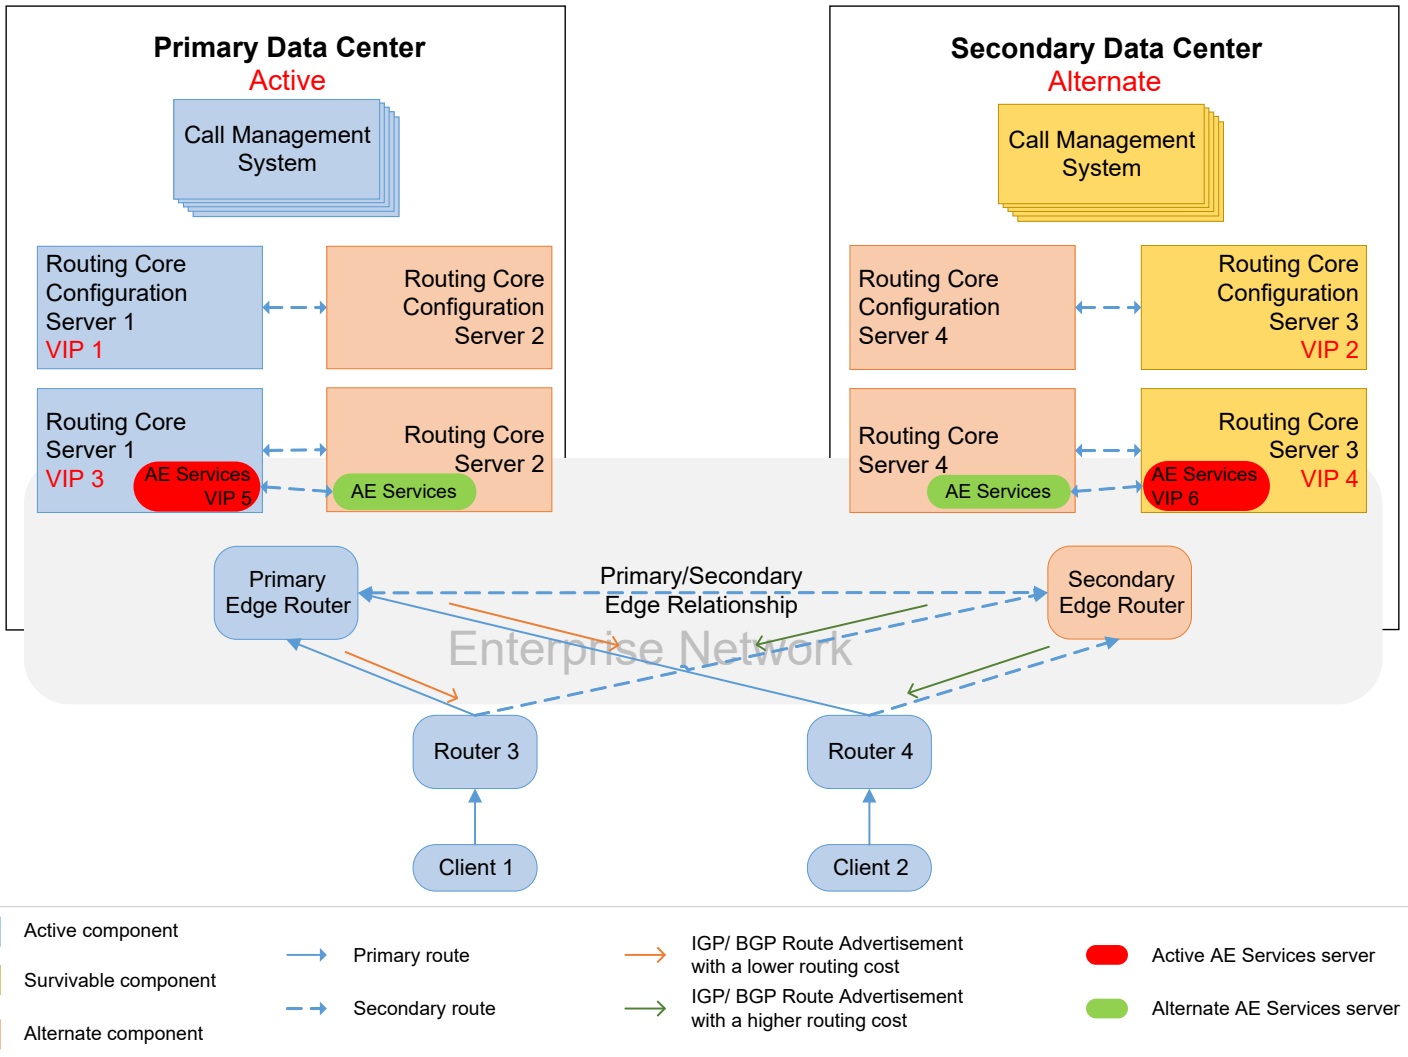 Primary Data Center
Active
Call Management
System
Routing Core
Configuration
Server 1
VIP 1
Routing Core
Configuration
Server 2
Routing Core
Server 1
VIP 3
AE Services
VIP 5
Routing Core
Server 2
AE Services
Secondary Data Center
Alternate
Call Management
System
Routing Core
Configuration
Server 4
Routing Core
Configuration
Server 3
VIP 2
Routing Core
Server 4
AE Services
Routing Core
Server 3
VIP 4
AE Services
VIP 6
Primary
Edge Router
Primary/Secondary
Edge Relationship
Secondary
Edge Router
Enterprise Network
Router 3
Router 4
Client 1
Client 2
Active component
Survivable component
Alternate component
Primary route
Secondary route
IGP/ BGP Route Advertisement
with a lower routing cost
IGP/ BGP Route Advertisement
with a higher routing cost
Active AE Services server
Alternate AE Services server